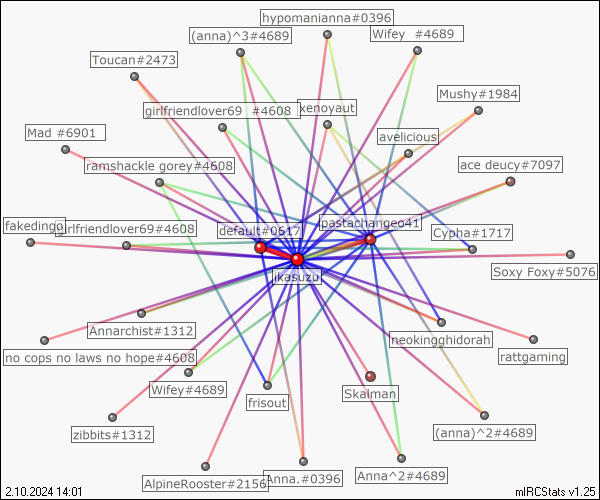 hypomanianna#0396
(anna)^3#4689
Wifey #4689
Toucan#2473
Mushy#1984
girlfriendlover69 #4608
xenoyaut
Mad #6901
avelicious
ramshackle gorey#4608
ace deucy#7097
pastachangeo41
fakedingo
girlfriendlover69#4608
default#0617
Cypha#1717
Soxy Foxy#5076
ikasuzu
Annarchist#1312
neokingghidorah
no cops no laws no hope#4608
rattgaming
Wifey#4689
Skalman
frisout
zibbits#1312
(anna)^2#4689
AlpineRooster#2156
Anna.#0396
Anna^2#4689
2.10.2024 14:01
mIRCStats v1.25